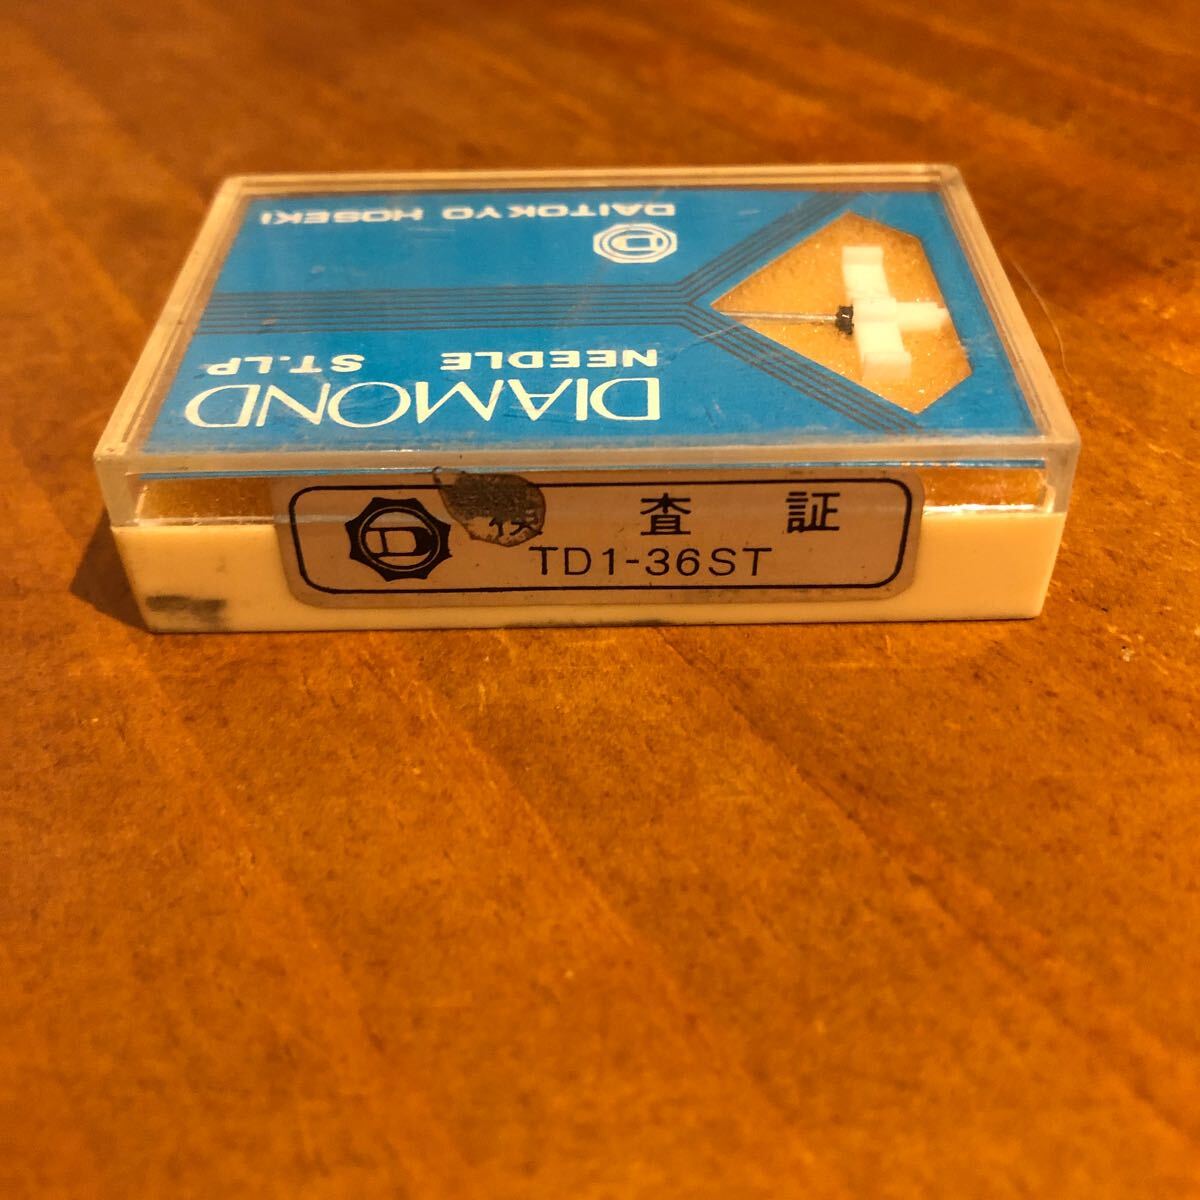 DIAMOND
NEEDLE ST.LP
D
DAITOKYO HOSEKI
D
査 証
TD1-36ST